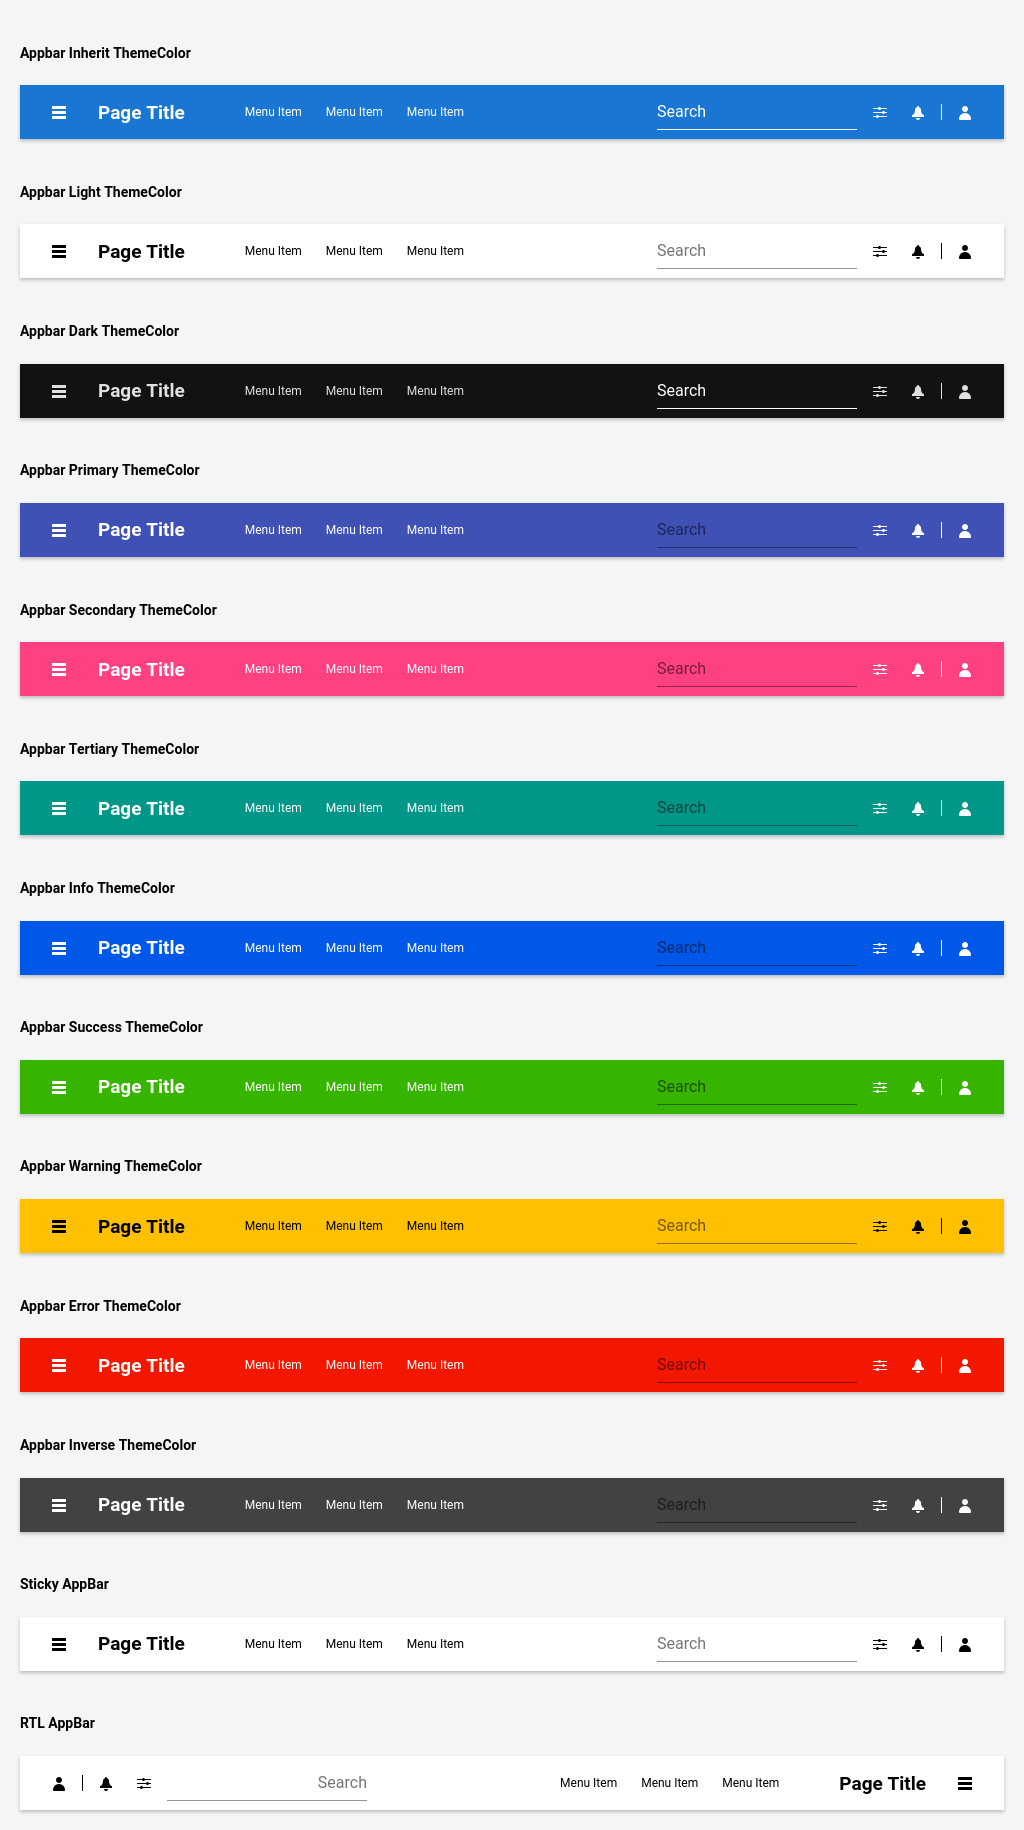 Appbar Inherit ThemeColor
Page Title Menu Item Menu Item Menu Item Search
Appbar Light ThemeColor
Page Title Menu Item Menu Item Menu Item Search
Appbar Dark ThemeColor
Page Title Menu Item Menu Item Menu Item Search
Appbar Primary ThemeColor
Page Title Menu Item Menu Item Menu Item Search
Appbar Secondary ThemeColor
Page Title Menu Item Menu Item Menu Item Search
Appbar Tertiary ThemeColor
Page Title Menu Item Menu Item Menu Item Search
Appbar Info ThemeColor
Page Title Menu Item Menu Item Menu Item Search
Appbar Success ThemeColor
Page Title Menu Item Menu Item Menu Item Search
Appbar Warning ThemeColor
Page Title Menu Item Menu Item Menu Item Search
Appbar Error ThemeColor
Page Title Menu Item Menu Item Menu Item Search
Appbar Inverse ThemeColor
Page Title Menu Item Menu Item Menu Item Search
Sticky AppBar
Page Title Menu Item Menu Item Menu Item Search
RTL AppBar
Search Menu Item Menu Item Menu Item Page Title